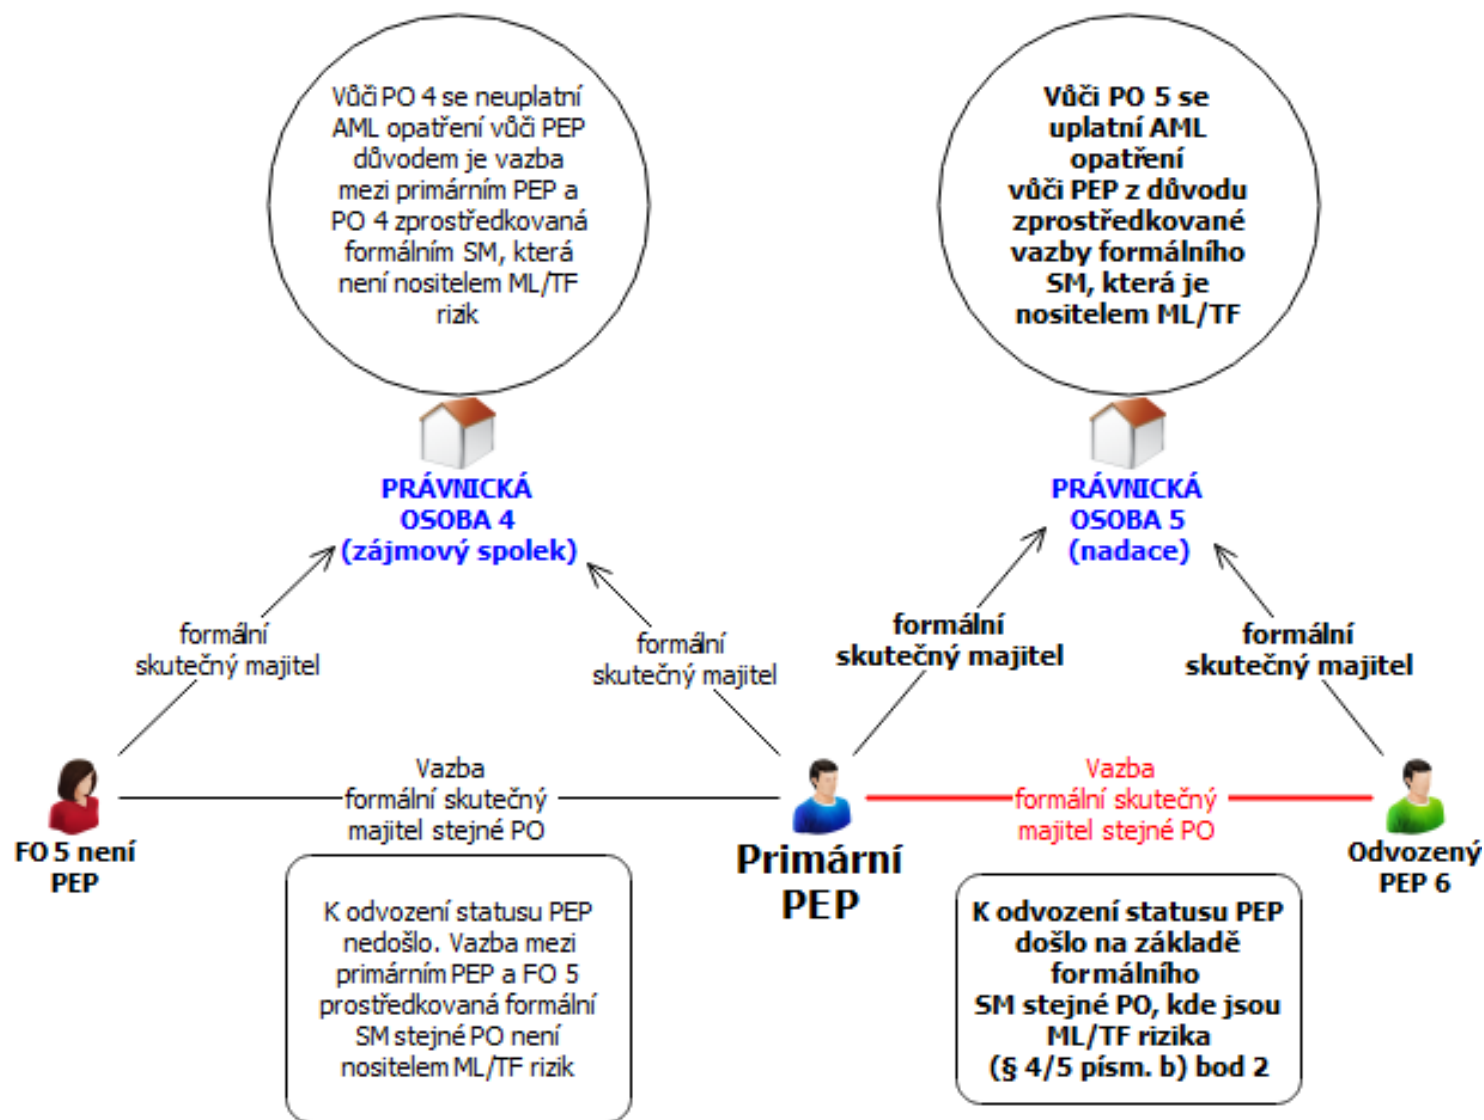 Vůči PO 4 se neuplatní
AML opatření vůči PEP
důvodem je vazba
mezi primárním PEP a
PO 4 zprostředkovaná
formálním SM, která
není nositelem ML/TF
rizik
Vůči PO 5 se
uplatní AML
opatření
vůči PEP z důvodu
zprostředkované
vazby formálního
SM, která je
nositelem ML/TF
PRÁVNICKÁ
OSOBA 4
(zájmový spolek)
PRÁVNICKÁ
OSOBA 5
(nadace)
formální
skutečný majitel
formální
skutečný majitel
formální
skutečný majitel
formální
skutečný majitel
Vazba
formální skutečný
majitel stejné PO
Vazba
formální skutečný
majitel stejné PO
FO 5 není
PEP
Primární
PEP
Odvozený
PEP 6
K odvození statusu PEP
nedošlo. Vazba mezi
primárním PEP a FO 5
prostředkovaná formální
SM stejné PO není
nositelem ML/TF rizik
K odvození statusu PEP
došlo na základě
formálního
SM stejné PO, kde jsou
ML/TF rizika
(§ 4/5 písm. b) bod 2